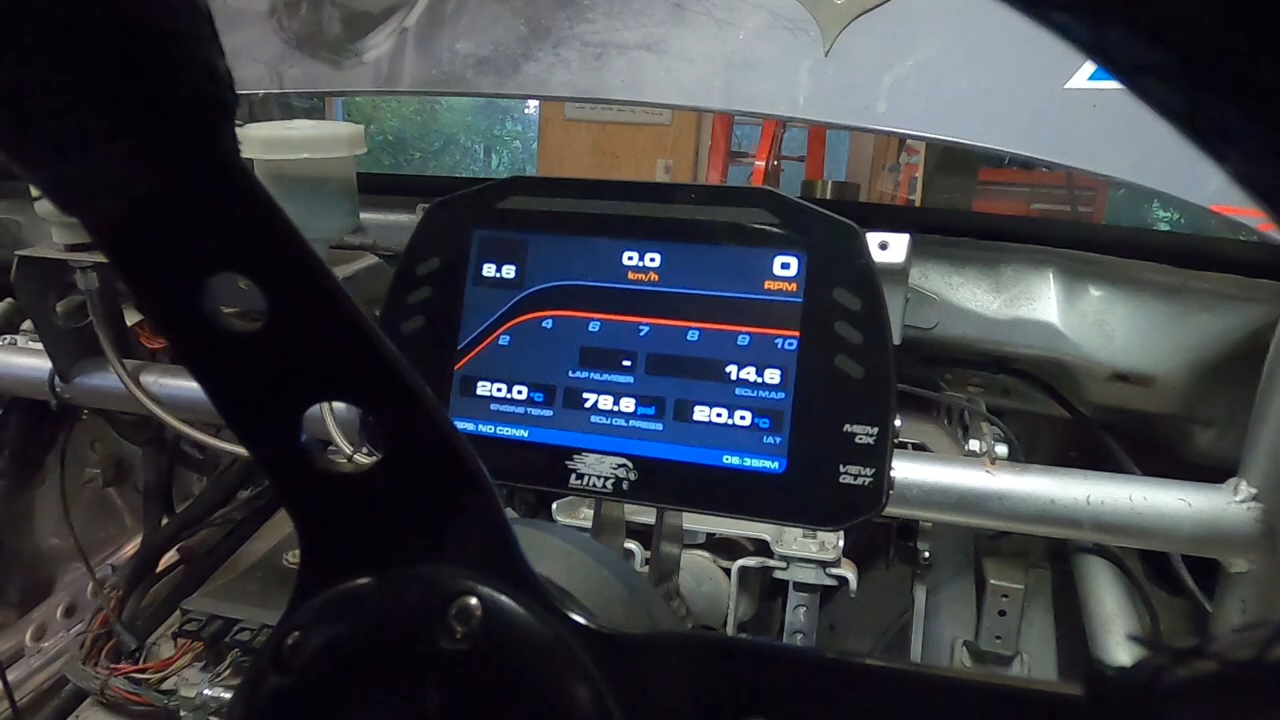 0.0
km/h
0
RPM
8.6
2
4
6
7
8
9
10
-
LAP NUMBER
14.6
ECU MAP
20.0 °C
ENGINE TEMP
78.6 psi
ECU OIL PRESS
20.0 °C
IAT
GPS: NO CONN
06:35PM
LINK
MEM
OK
VIEW
QUIT